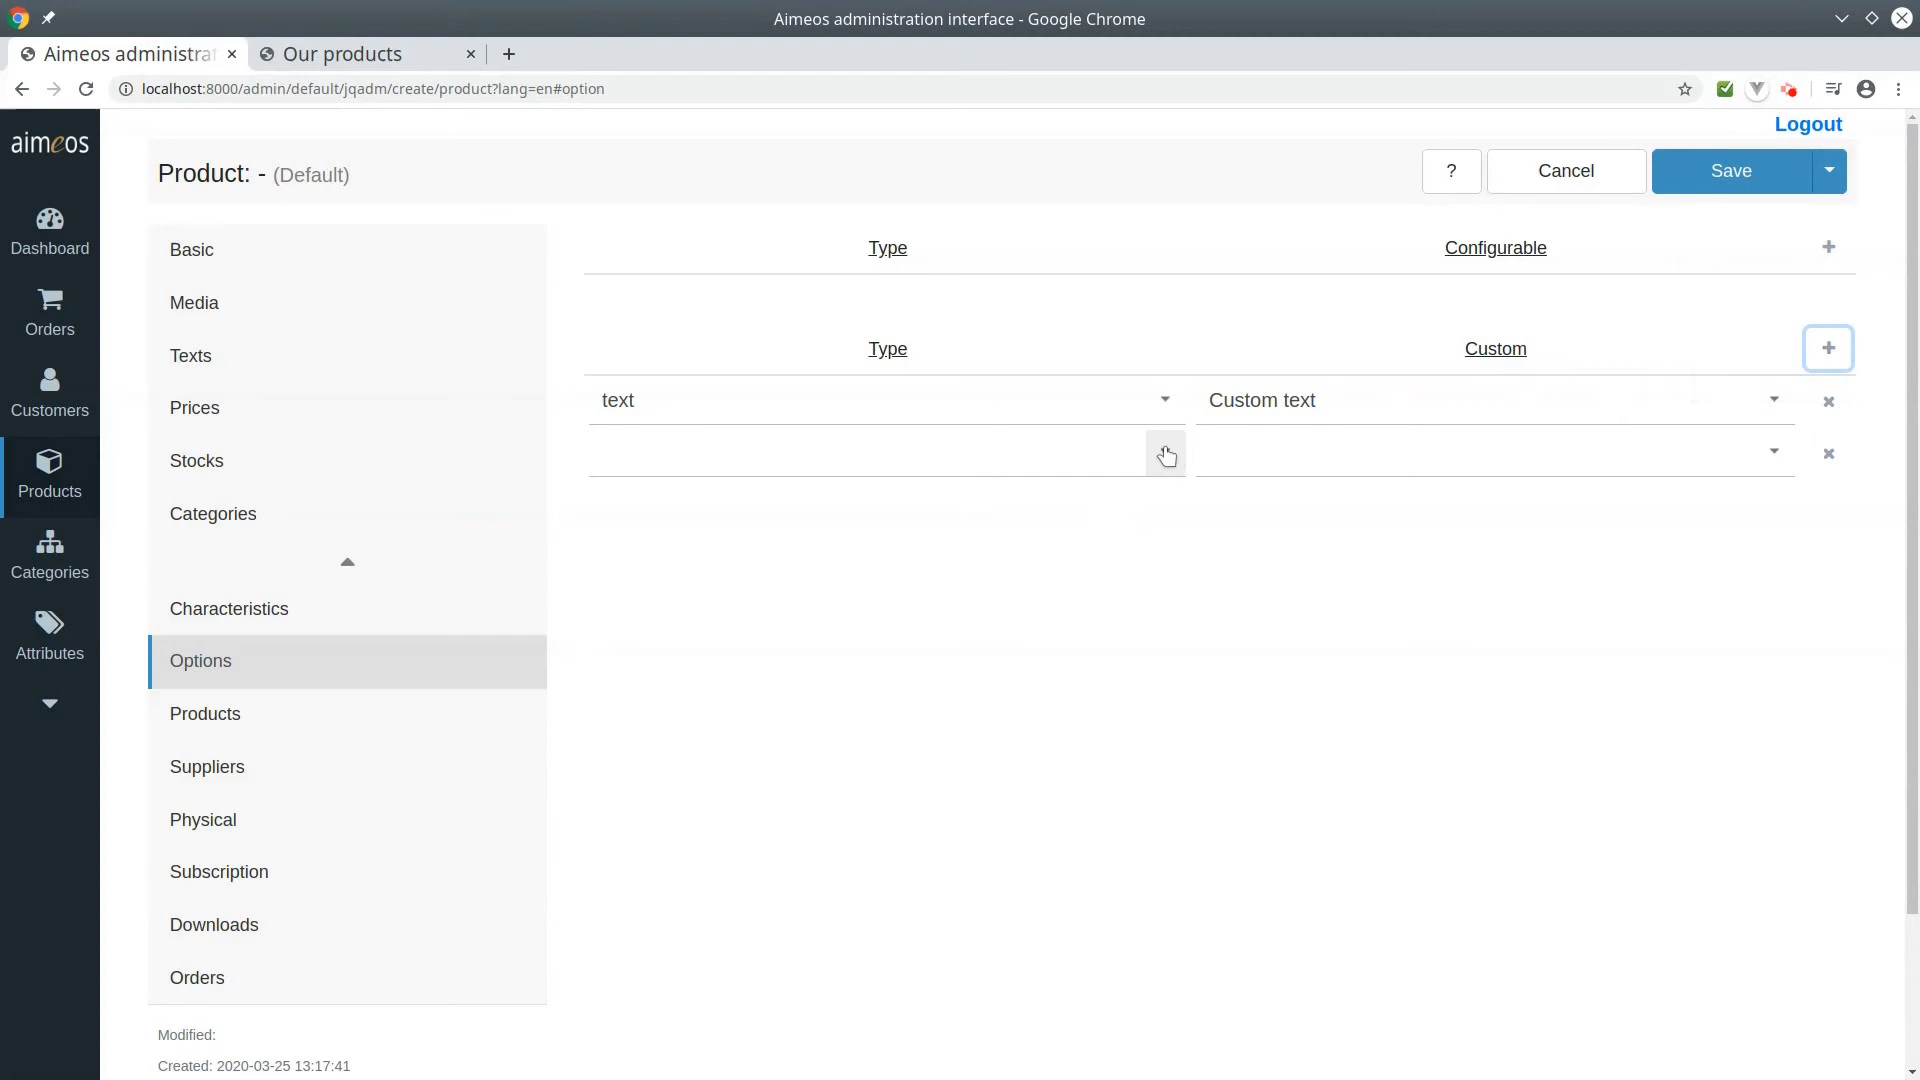 Aimeos administration interface - Google Chrome
Aimeos administra
Our products
localhost:8000/admin/default/jqadm/create/product?lang=en#option
aimeos
Logout
Product: - (Default)
?
Cancel
Save
Dashboard
Orders
Customers
Products
Categories
Attributes
Basic
Media
Texts
Prices
Stocks
Categories
Characteristics
Options
Products
Suppliers
Physical
Subscription
Downloads
Orders
Type
Configurable
Type
Custom
text
Custom text
Modified:
Created: 2020-03-25 13:17:41